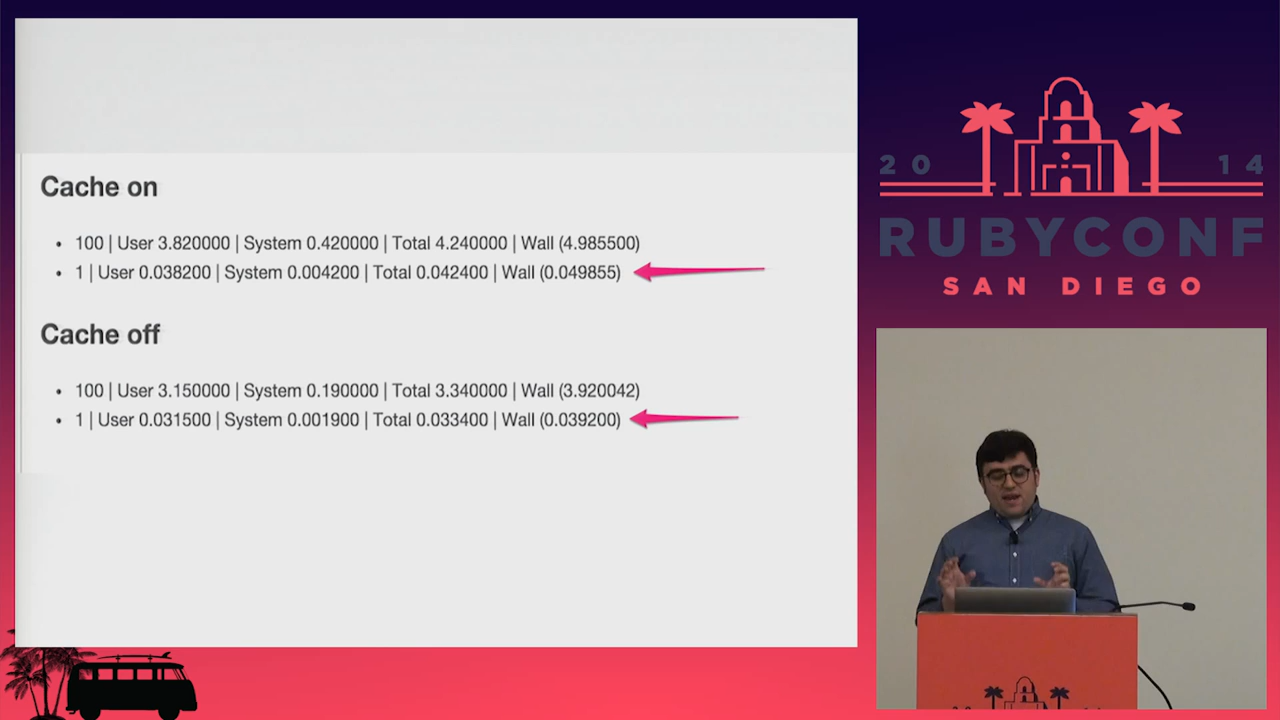 Cache on
• 100 | User 3.820000 | System 0.420000 | Total 4.240000 | Wall (4.985500)
• 1 | User 0.038200 | System 0.004200 | Total 0.042400 | Wall (0.049855)
Cache off
• 100 | User 3.150000 | System 0.190000 | Total 3.340000 | Wall (3.920042)
• 1 | User 0.031500 | System 0.001900 | Total 0.033400 | Wall (0.039200)
20 14
RUBYCONF
SAN DIEGO